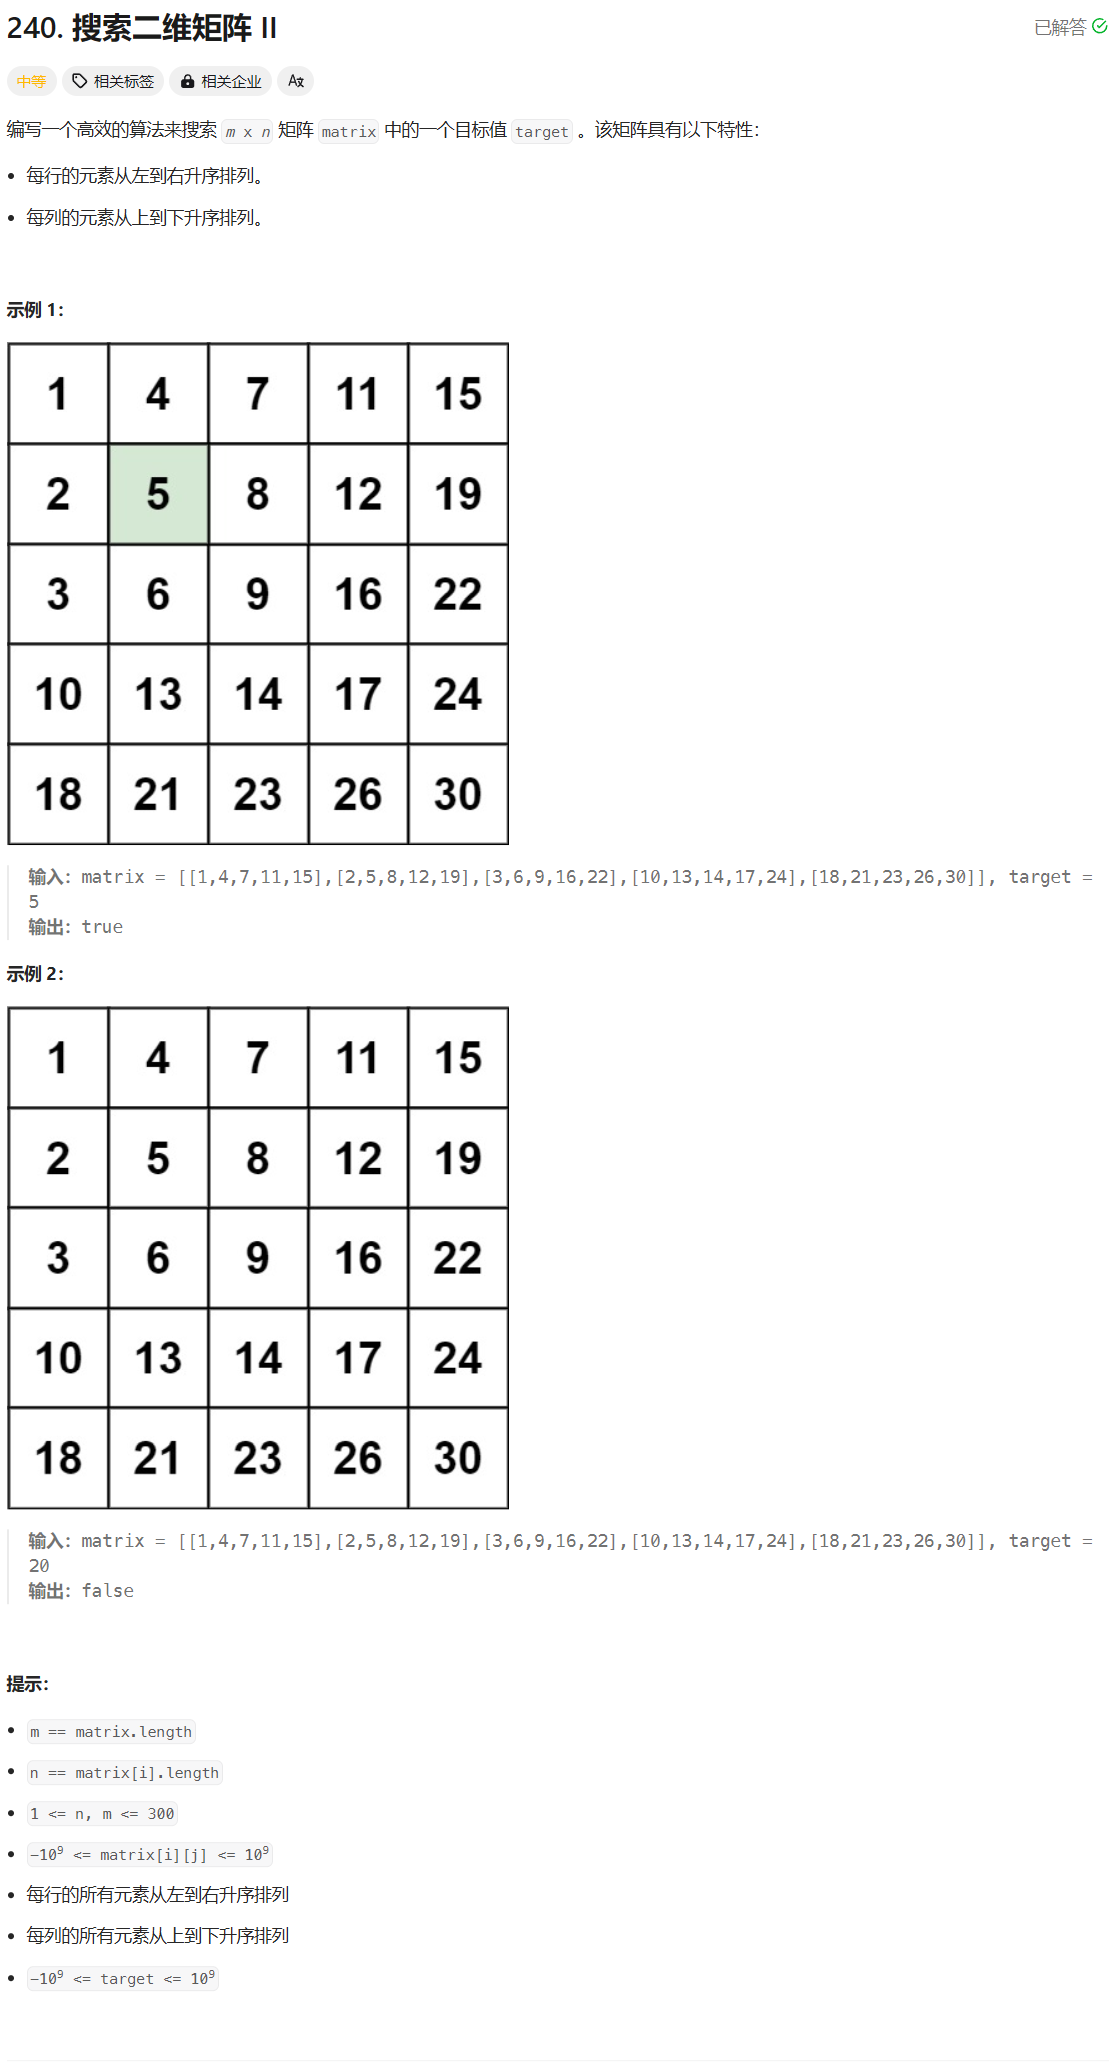 240. 搜索二维矩阵 II
已解答
中等 相关标签 相关企业
编写一个高效的算法来搜索 m x n 矩阵 matrix 中的一个目标值 target 。该矩阵具有以下特性：
• 每行的元素从左到右升序排列。
• 每列的元素从上到下升序排列。
示例 1：
1 4 7 11 15
2 5 8 12 19
3 6 9 16 22
10 13 14 17 24
18 21 23 26 30
输入：matrix = [[1,4,7,11,15],[2,5,8,12,19],[3,6,9,16,22],[10,13,14,17,24],[18,21,23,26,30]], target =
5
输出：true
示例 2：
1 4 7 11 15
2 5 8 12 19
3 6 9 16 22
10 13 14 17 24
18 21 23 26 30
输入：matrix = [[1,4,7,11,15],[2,5,8,12,19],[3,6,9,16,22],[10,13,14,17,24],[18,21,23,26,30]], target =
20
输出：false
提示：
• m == matrix.length
• n == matrix[i].length
• 1 <= n, m <= 300
• -10⁹ <= matrix[i][j] <= 10⁹
• 每行的所有元素从左到右升序排列
• 每列的所有元素从上到下升序排列
• -10⁹ <= target <= 10⁹